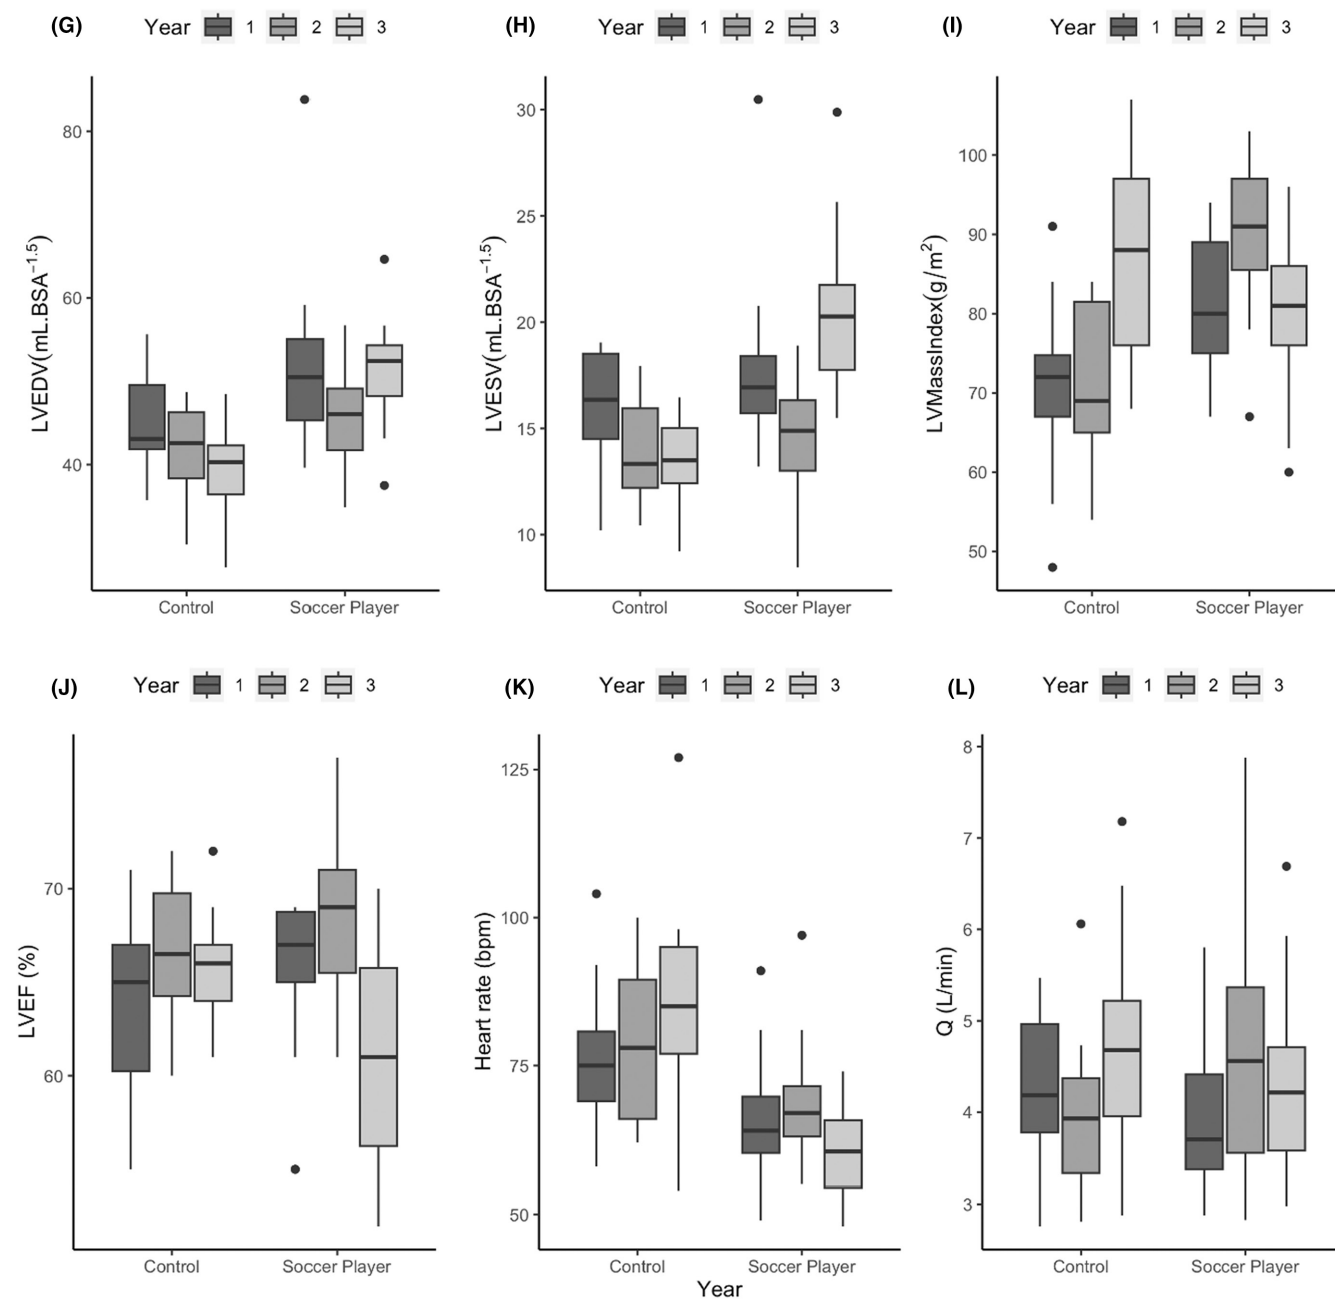 (G) Year 1 2 3
(H) Year 1 2 3
(I) Year 1 2 3
LVEDV(mL.BSA⁻¹·⁵)
80
60
40
Control Soccer Player
LVESV(mL.BSA⁻¹·⁵)
30
25
20
15
10
Control Soccer Player
LVMassIndex(g/m²)
100
90
80
70
60
50
Control Soccer Player
(J) Year 1 2 3
(K) Year 1 2 3
(L) Year 1 2 3
LVEF (%)
70
60
Control Soccer Player
Heart rate (bpm)
125
100
75
50
Control Soccer Player
Year
Q (L/min)
8
7
6
5
4
3
Control Soccer Player